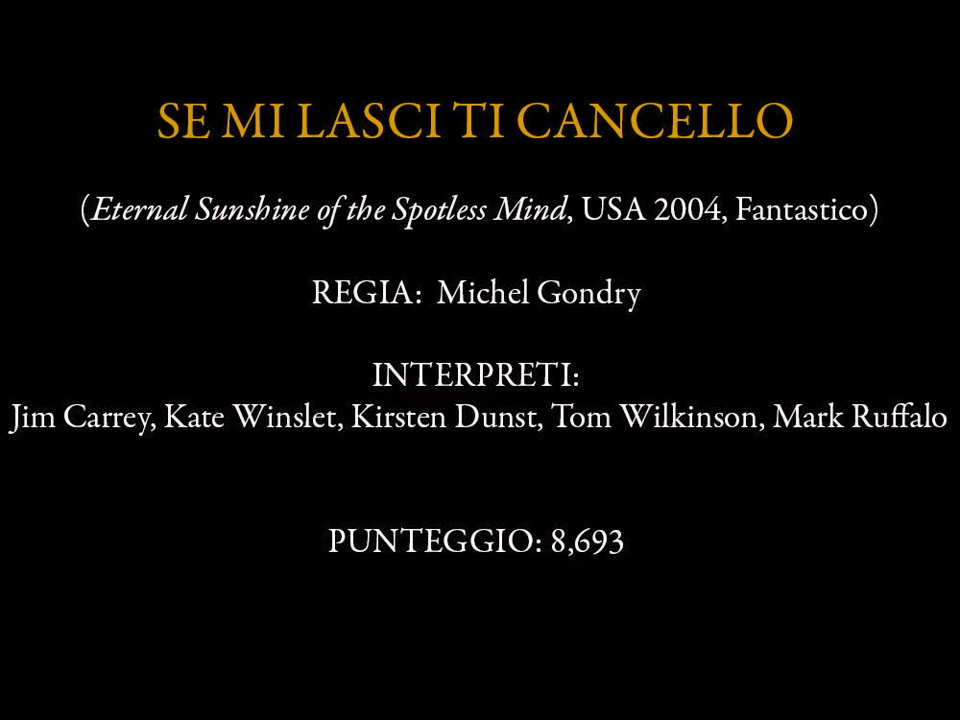 SE MI LASCI TI CANCELLO
(Eternal Sunshine of the Spotless Mind, USA 2004, Fantastico)
REGIA: Michel Gondry
INTERPRETI:
Jim Carrey, Kate Winslet, Kirsten Dunst, Tom Wilkinson, Mark Ruffalo
PUNTEGGIO: 8,693